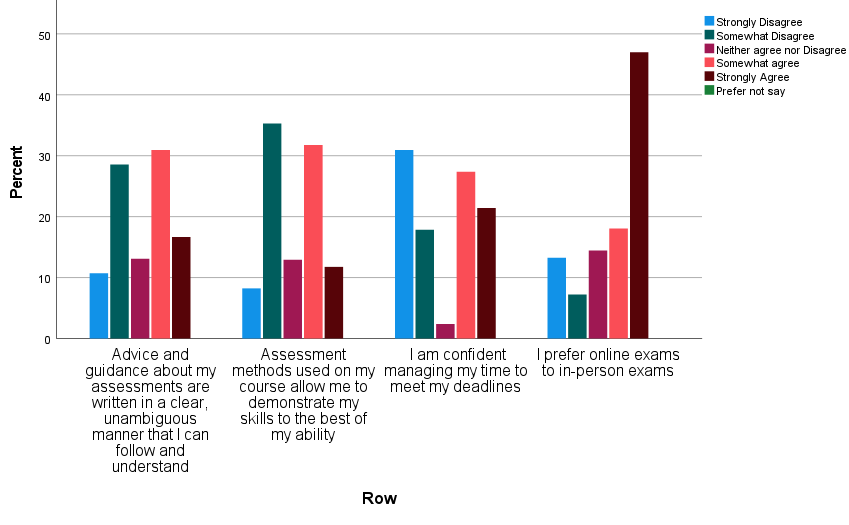 Strongly Disagree
Somewhat Disagree
Neither agree nor Disagree
Somewhat agree
Strongly Agree
Prefer not say
Percent
50
40
30
20
10
0
Advice and
guidance about my
assessments are
written in a clear,
unambiguous
manner that I can
follow and
understand
Assessment
methods used on my
course allow me to
demonstrate my
skills to the best of
my ability
I am confident
managing my time to
meet my deadlines
I prefer online exams
to in-person exams
Row